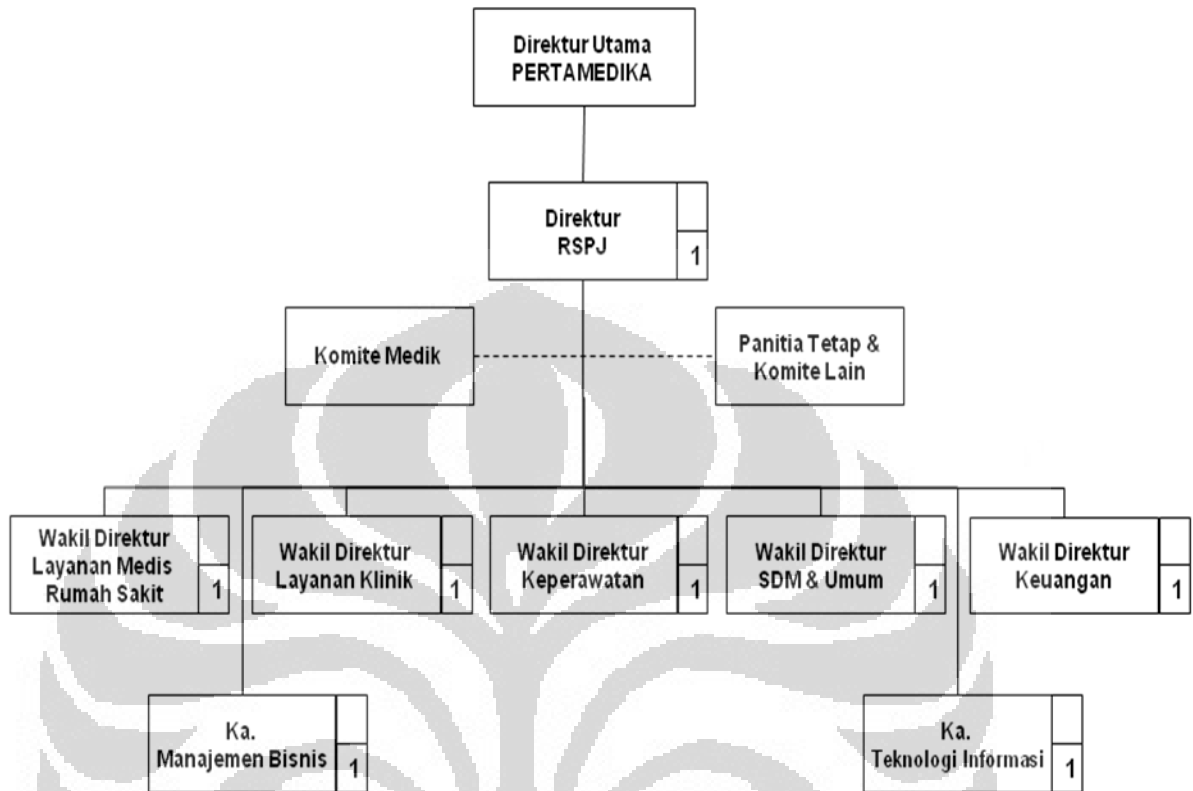 Direktur Utama
PERTAMEDIKA
Direktur
RSPJ
1
Komite Medik
Panitia Tetap &
Komite Lain
Wakil Direktur
Layanan Medis
Rumah Sakit
1
Wakil Direktur
Layanan Klinik
1
Wakil Direktur
Keperawatan
1
Wakil Direktur
SDM & Umum
1
Wakil Direktur
Keuangan
1
Ka.
Manajemen Bisnis
1
Ka.
Teknologi Informasi
1